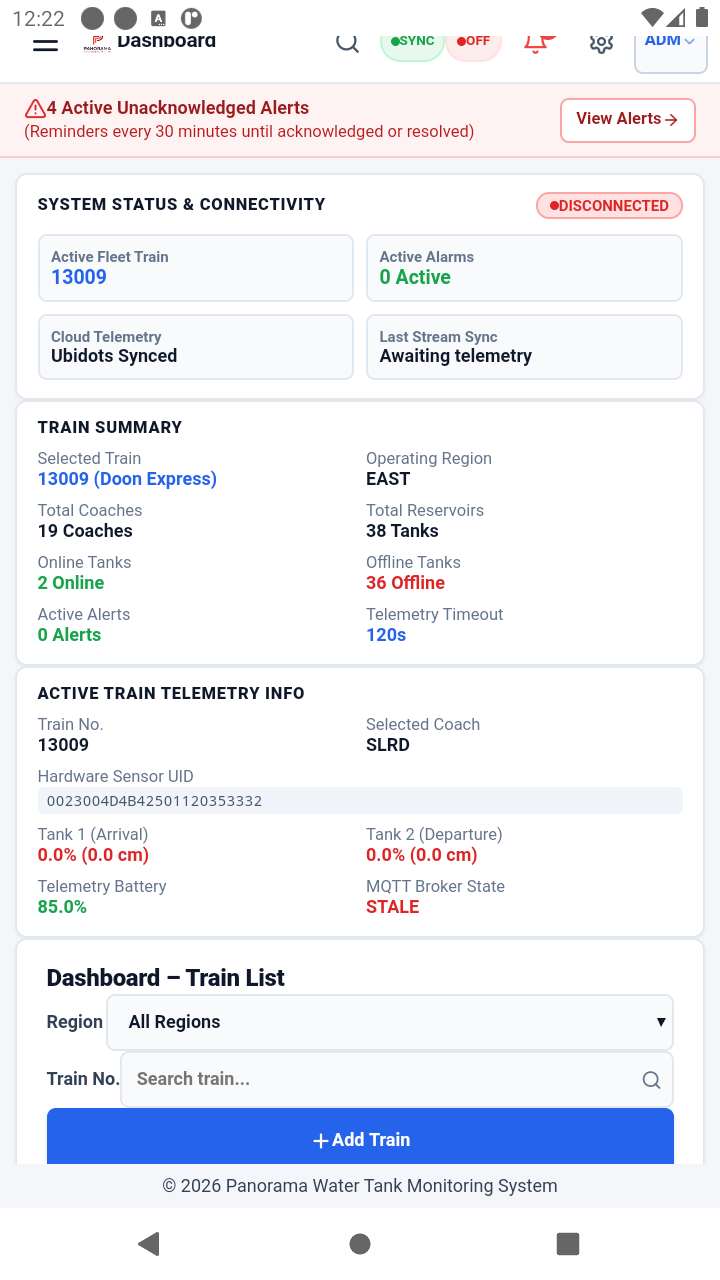 12:22
PANORAMA
Dashboard
SYNC
OFF
ADM
4 Active Unacknowledged Alerts
(Reminders every 30 minutes until acknowledged or resolved)
View Alerts
SYSTEM STATUS & CONNECTIVITY
DISCONNECTED
Active Fleet Train
13009
Active Alarms
0 Active
Cloud Telemetry
Ubidots Synced
Last Stream Sync
Awaiting telemetry
TRAIN SUMMARY
Selected Train
13009 (Doon Express)
Operating Region
EAST
Total Coaches
19 Coaches
Total Reservoirs
38 Tanks
Online Tanks
2 Online
Offline Tanks
36 Offline
Active Alerts
0 Alerts
Telemetry Timeout
120s
ACTIVE TRAIN TELEMETRY INFO
Train No.
13009
Selected Coach
SLRD
Hardware Sensor UID
0023004D4B42501120353332
Tank 1 (Arrival)
0.0% (0.0 cm)
Tank 2 (Departure)
0.0% (0.0 cm)
Telemetry Battery
85.0%
MQTT Broker State
STALE
Dashboard – Train List
Region
All Regions
Train No.
Search train...
+ Add Train
© 2026 Panorama Water Tank Monitoring System